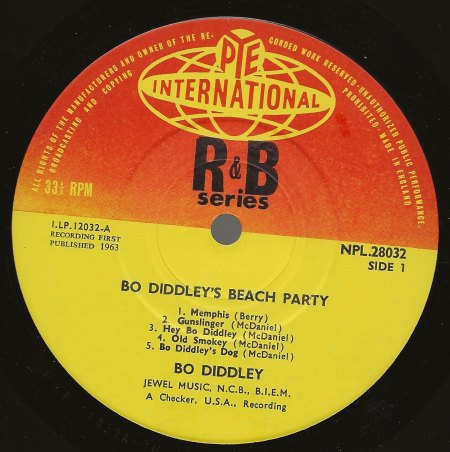 ALL RIGHTS OF THE MANUFACTURERS AND OWNER OF THE RE-CORDED WORK RESERVED·UNAUTHORIZED PUBLIC PERFORMANCE,
BROADCASTING AND COPYING PROHIBITED·MADE IN ENGLAND
PYE
INTERNATIONAL
R&B
series
33⅓ RPM
I.LP.12032-A
RECORDING FIRST
PUBLISHED 1963
NPL.28032
SIDE 1
BO DIDDLEY'S BEACH PARTY
1. Memphis (Berry)
2. Gunslinger (McDaniel)
3. Hey Bo Diddley (McDaniel)
4. Old Smokey (McDaniel)
5. Bo Diddley's Dog (McDaniel)
BO DIDDLEY
JEWEL MUSIC, N.C.B., B.I.E.M.
A Checker, U.S.A., Recording